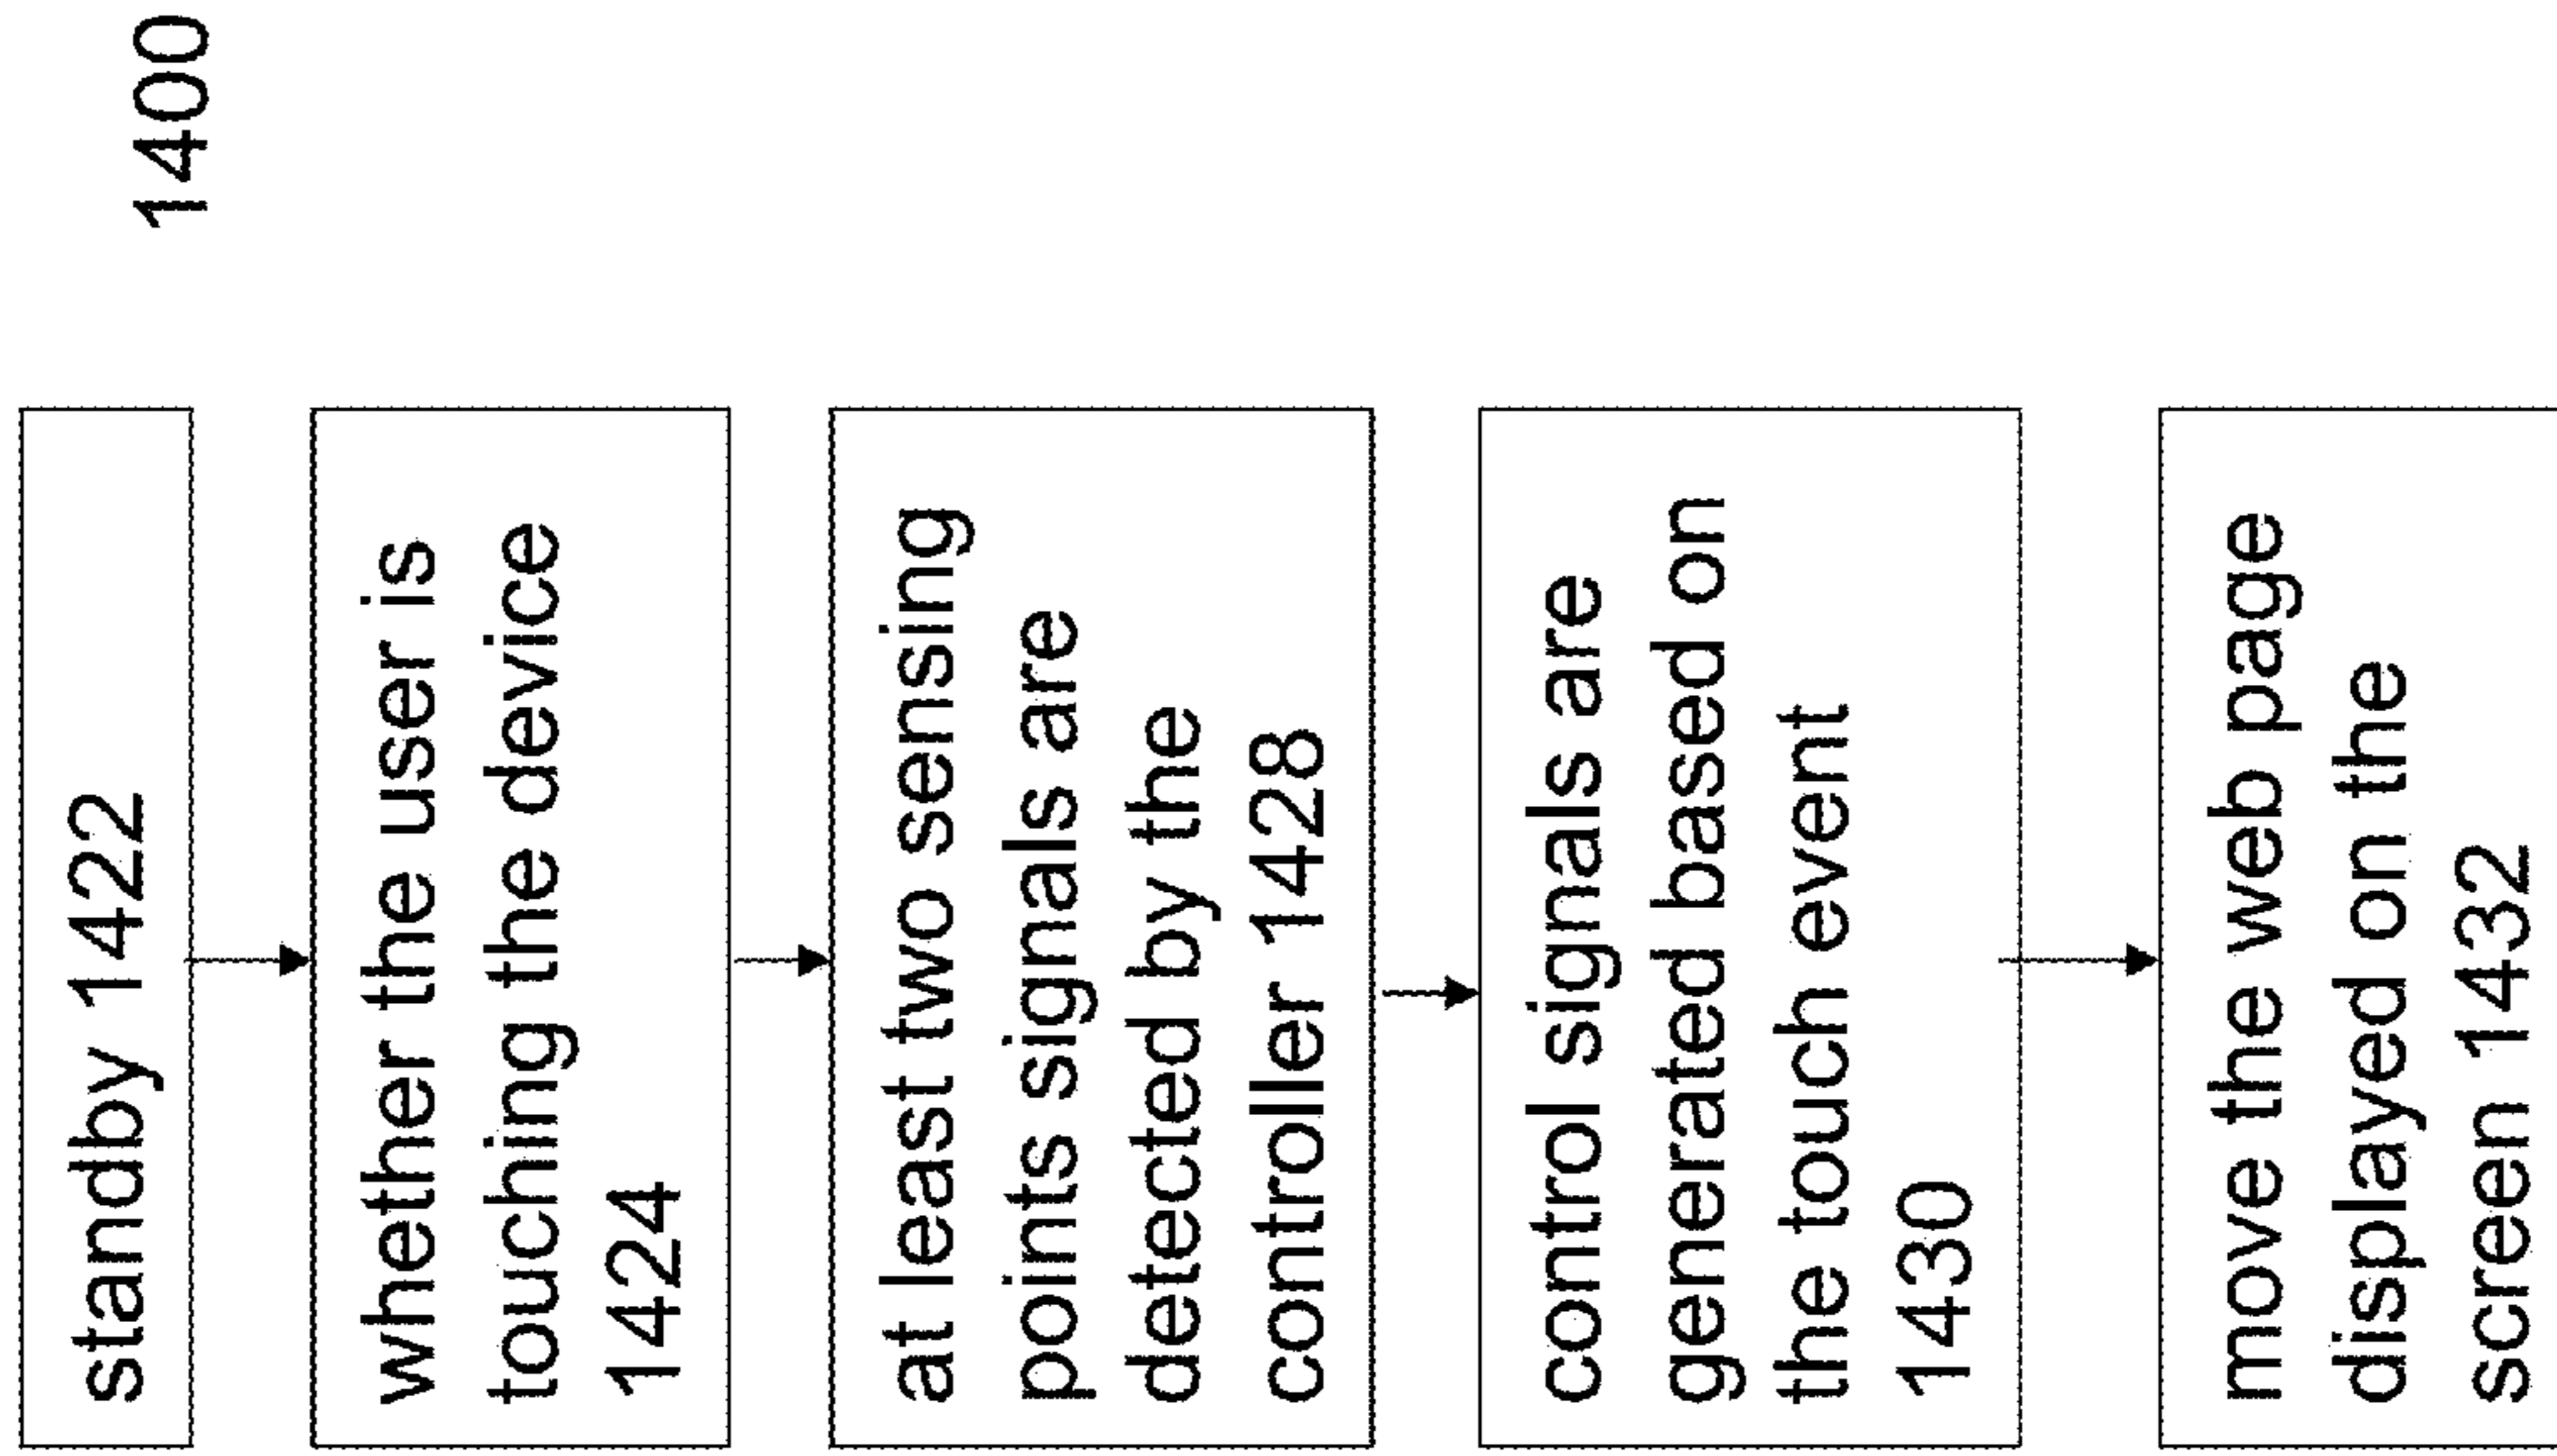 1400
standby 1422
whether the user is
touching the device
1424
at least two sensing
points signals are
detected by the
controller 1428
control signals are
generated based on
the touch event
1430
move the web page
displayed on the
screen 1432